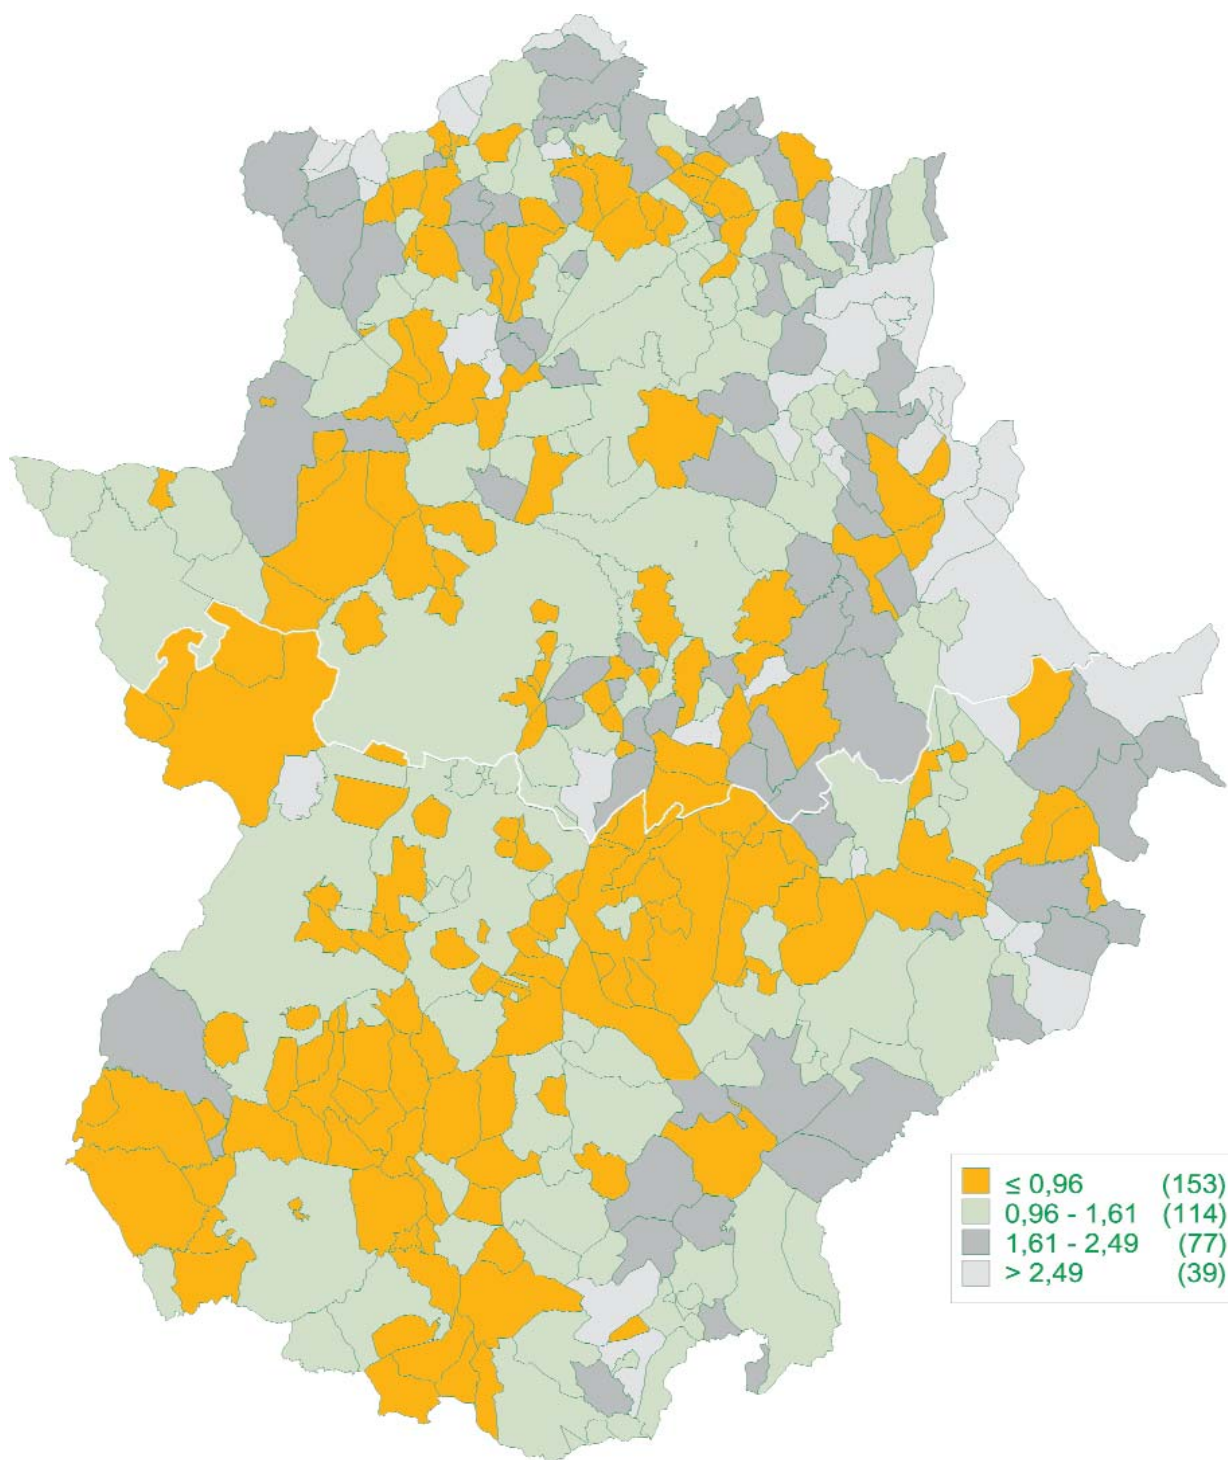 ≤ 0,96 (153)
0,96 - 1,61 (114)
1,61 - 2,49 (77)
> 2,49 (39)